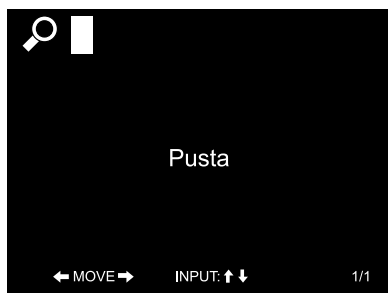 Pusta
← MOVE → INPUT: ↑ ↓ 1/1